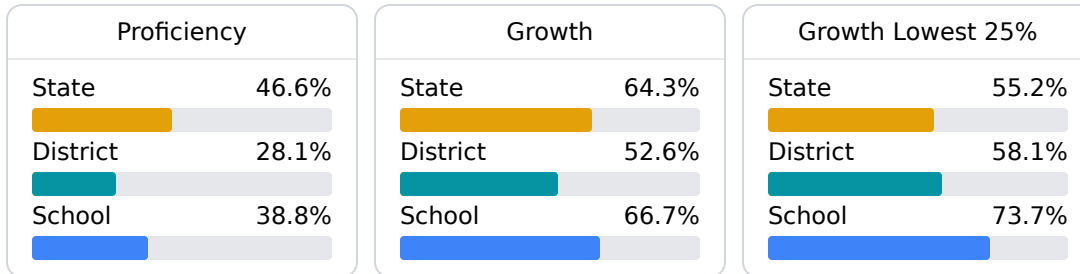 Proficiency
State 46.6%
District 28.1%
School 38.8%
Growth
State 64.3%
District 52.6%
School 66.7%
Growth Lowest 25%
State 55.2%
District 58.1%
School 73.7%